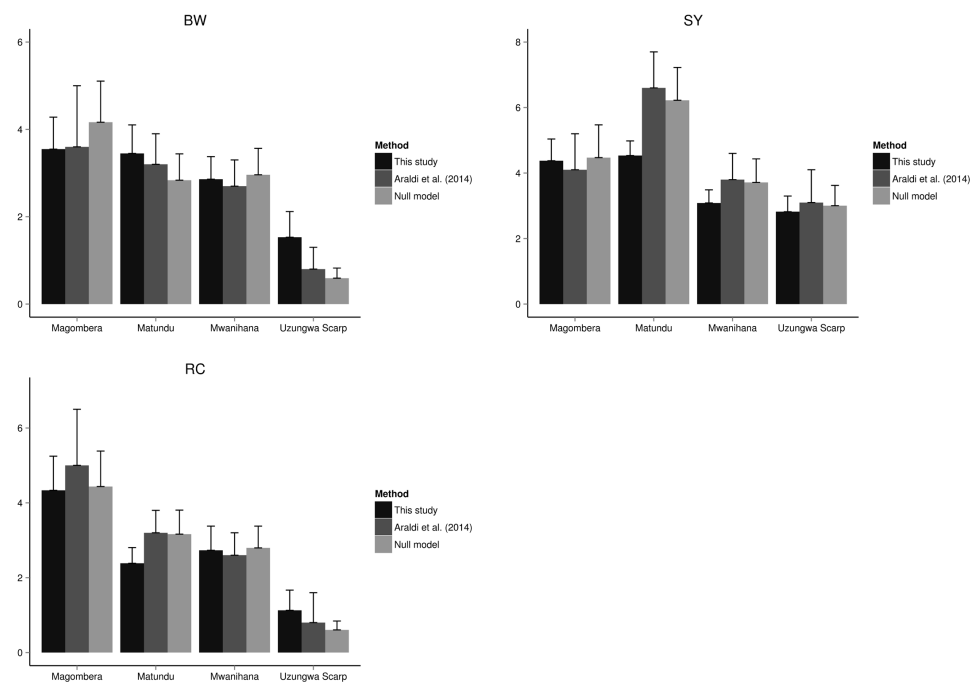 BW
6
4
2
0
Magombera Matundu Mwanihana Uzungwa Scarp
Method
This study
Araldi et al. (2014)
Null model
SY
8
6
4
2
0
Magombera Matundu Mwanihana Uzungwa Scarp
Method
This study
Araldi et al. (2014)
Null model
RC
6
4
2
0
Magombera Matundu Mwanihana Uzungwa Scarp
Method
This study
Araldi et al. (2014)
Null model